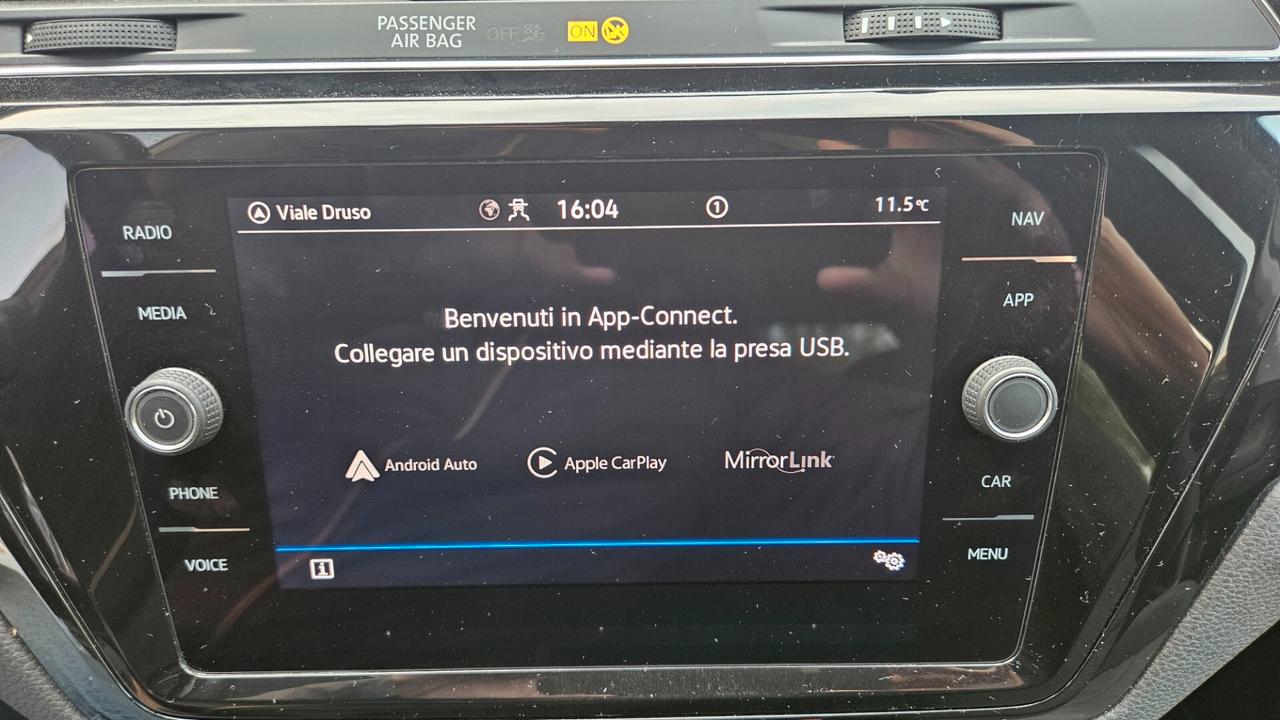 PASSENGER
AIR BAG
OFF
ON
Viale Druso
16:04
1
11.5°C
RADIO
NAV
MEDIA
APP
Benvenuti in App-Connect.
Collegare un dispositivo mediante la presa USB.
Android Auto
Apple CarPlay
MirrorLink
PHONE
CAR
VOICE
MENU
i